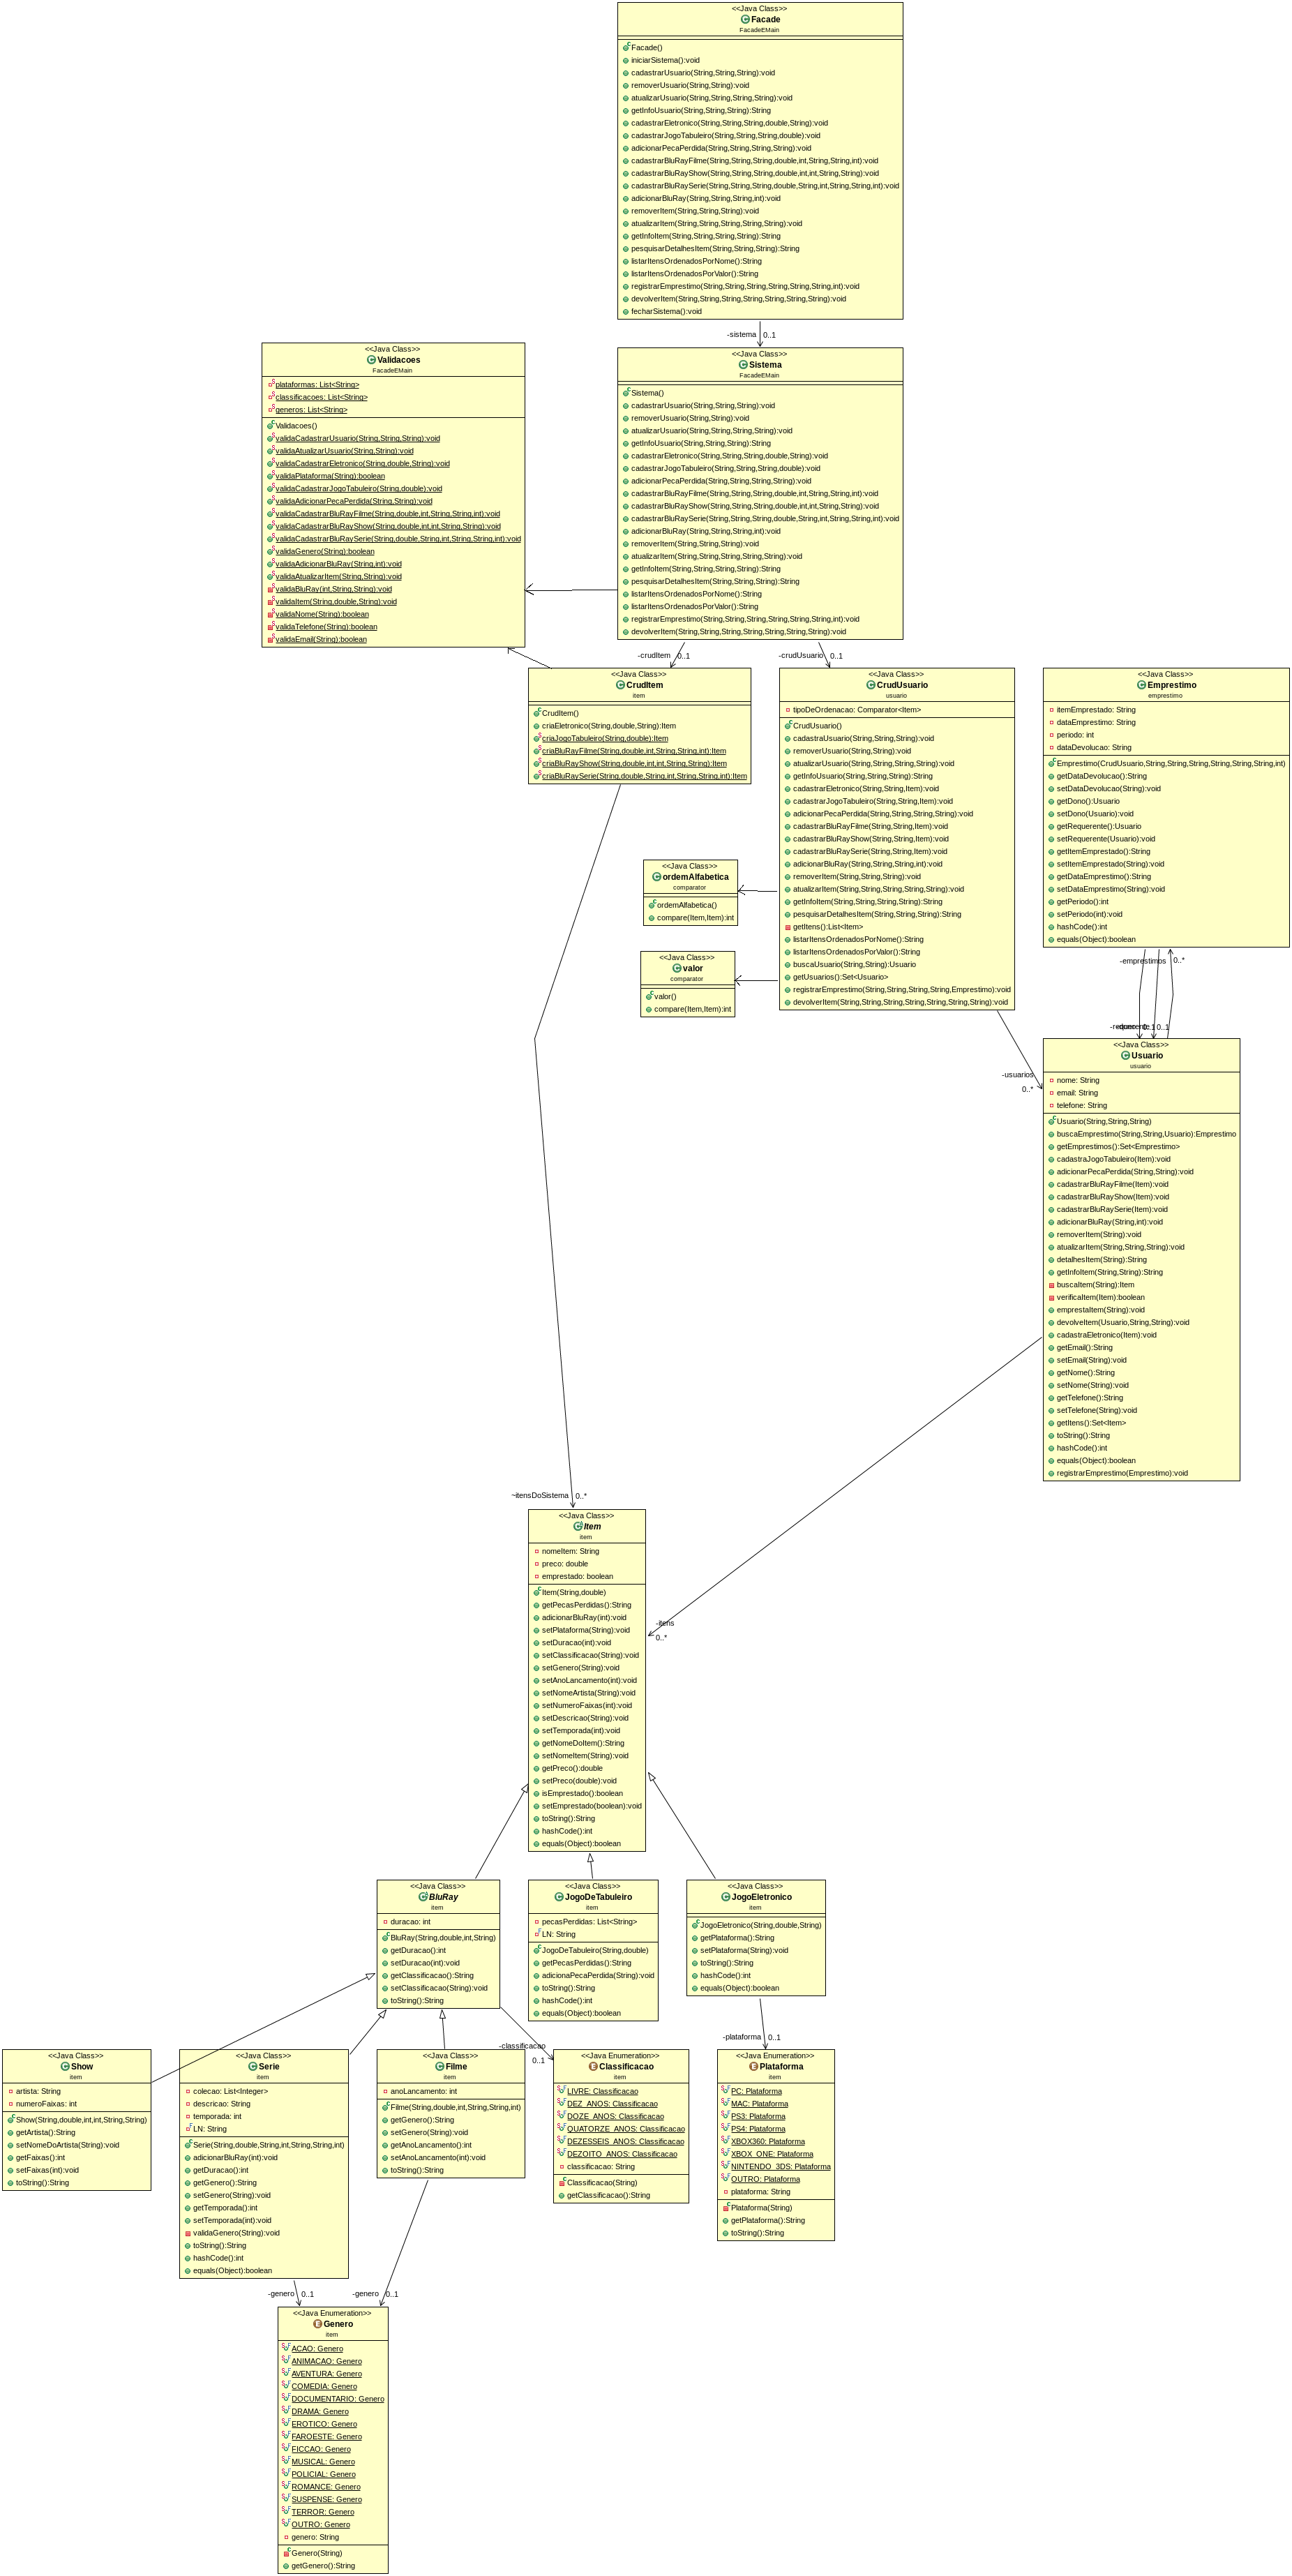 <<Java Class>>
Facade
FacadeEMain
Facade()
iniciarSistema():void
cadastrarUsuario(String,String,String):void
removerUsuario(String,String):void
atualizarUsuario(String,String,String,String):void
getInfoUsuario(String,String,String):String
cadastrarEletronico(String,String,String,double,String):void
cadastrarJogoTabuleiro(String,String,String,double):void
adicionarPecaPerdida(String,String,String,String):void
cadastrarBluRayFilme(String,String,String,double,int,String,String,int):void
cadastrarBluRayShow(String,String,String,double,int,int,String,String):void
cadastrarBluRaySerie(String,String,String,double,String,int,String,String,int):void
adicionarBluRay(String,String,String,int):void
removerItem(String,String,String):void
atualizarItem(String,String,String,String,String):void
getInfoItem(String,String,String,String):String
pesquisarDetalhesItem(String,String,String):String
listarItensOrdenadosPorNome():String
listarItensOrdenadosPorValor():String
registrarEmprestimo(String,String,String,String,String,String,int):void
devolverItem(String,String,String,String,String,String,String):void
fecharSistema():void
-sistema 0..1
<<Java Class>>
Validacoes
FacadeEMain
plataformas: List<String>
classificacoes: List<String>
generos: List<String>
Validacoes()
validaCadastrarUsuario(String,String,String):void
validaAtualizarUsuario(String,String):void
validaCadastrarEletronico(String,double,String):void
validaPlataforma(String):boolean
validaCadastrarJogoTabuleiro(String,double):void
validaAdicionarPecaPerdida(String,String):void
validaCadastrarBluRayFilme(String,double,int,String,String,int):void
validaCadastrarBluRayShow(String,double,int,int,String,String):void
validaCadastrarBluRaySerie(String,double,String,int,String,String,int):void
validaGenero(String):boolean
validaAdicionarBluRay(String,int):void
validaAtualizarItem(String,String):void
validaBluRay(int,String,String):void
validaItem(String,double,String):void
validaNome(String):boolean
validaTelefone(String):boolean
validaEmail(String):boolean
<<Java Class>>
Sistema
FacadeEMain
Sistema()
cadastrarUsuario(String,String,String):void
removerUsuario(String,String):void
atualizarUsuario(String,String,String,String):void
getInfoUsuario(String,String,String):String
cadastrarEletronico(String,String,String,double,String):void
cadastrarJogoTabuleiro(String,String,String,double):void
adicionarPecaPerdida(String,String,String,String):void
cadastrarBluRayFilme(String,String,String,double,int,String,String,int):void
cadastrarBluRayShow(String,String,String,double,int,int,String,String):void
cadastrarBluRaySerie(String,String,String,double,String,int,String,String,int):void
adicionarBluRay(String,String,String,int):void
removerItem(String,String,String):void
atualizarItem(String,String,String,String,String):void
getInfoItem(String,String,String,String):String
pesquisarDetalhesItem(String,String,String):String
listarItensOrdenadosPorNome():String
listarItensOrdenadosPorValor():String
registrarEmprestimo(String,String,String,String,String,String,int):void
devolverItem(String,String,String,String,String,String,String):void
-crudItem 0..1
-crudUsuario 0..1
<<Java Class>>
CrudItem
item
CrudItem()
criaEletronico(String,double,String):Item
criaJogoTabuleiro(String,double):Item
criaBluRayFilme(String,double,int,String,String,int):Item
criaBluRayShow(String,double,int,int,String,String):Item
criaBluRaySerie(String,double,String,int,String,String,int):Item
<<Java Class>>
CrudUsuario
usuario
tipoDeOrdenacao: Comparator<Item>
CrudUsuario()
cadastraUsuario(String,String,String):void
removerUsuario(String,String):void
atualizarUsuario(String,String,String,String):void
getInfoUsuario(String,String,String):String
cadastrarEletronico(String,String,Item):void
cadastrarJogoTabuleiro(String,String,Item):void
adicionarPecaPerdida(String,String,String,String):void
cadastrarBluRayFilme(String,String,Item):void
cadastrarBluRayShow(String,String,Item):void
cadastrarBluRaySerie(String,String,Item):void
adicionarBluRay(String,String,String,int):void
removerItem(String,String,String):void
atualizarItem(String,String,String,String,String):void
getInfoItem(String,String,String,String):String
pesquisarDetalhesItem(String,String,String):String
getItens():List<Item>
listarItensOrdenadosPorNome():String
listarItensOrdenadosPorValor():String
buscaUsuario(String,String):Usuario
getUsuarios():Set<Usuario>
registrarEmprestimo(String,String,String,String,Emprestimo):void
devolverItem(String,String,String,String,String,String,String):void
<<Java Class>>
Emprestimo
emprestimo
itemEmprestado: String
dataEmprestimo: String
periodo: int
dataDevolucao: String
Emprestimo(CrudUsuario,String,String,String,String,String,String,int)
getDataDevolucao():String
setDataDevolucao(String):void
getDono():Usuario
setDono(Usuario):void
getRequerente():Usuario
setRequerente(Usuario):void
getItemEmprestado():String
setItemEmprestado(String):void
getDataEmprestimo():String
setDataEmprestimo(String):void
getPeriodo():int
setPeriodo(int):void
hashCode():int
equals(Object):boolean
<<Java Class>>
ordemAlfabetica
comparator
ordemAlfabetica()
compare(Item,Item):int
<<Java Class>>
valor
comparator
valor()
compare(Item,Item):int
-emprestimos 0..*
0..1
-usuarios
0..*
<<Java Class>>
Usuario
usuario
nome: String
email: String
telefone: String
Usuario(String,String,String)
buscaEmprestimo(String,String,Usuario):Emprestimo
getEmprestimos():Set<Emprestimo>
cadastraJogoTabuleiro(Item):void
adicionarPecaPerdida(String,String):void
cadastrarBluRayFilme(Item):void
cadastrarBluRayShow(Item):void
cadastrarBluRaySerie(Item):void
adicionarBluRay(String,int):void
removerItem(String):void
atualizarItem(String,String,String):void
detalhesItem(String):String
getInfoItem(String,String):String
buscaItem(String):Item
verificaItem(Item):boolean
emprestaItem(String):void
devolveItem(Usuario,String,String):void
cadastraEletronico(Item):void
getEmail():String
setEmail(String):void
getNome():String
setNome(String):void
getTelefone():String
setTelefone(String):void
getItens():Set<Item>
toString():String
hashCode():int
equals(Object):boolean
registrarEmprestimo(Emprestimo):void
~itensDoSistema 0..*
<<Java Class>>
Item
item
nomeItem: String
preco: double
emprestado: boolean
Item(String,double)
getPecasPerdidas():String
adicionarBluRay(int):void
setPlataforma(String):void
setDuracao(int):void
setClassificacao(String):void
setGenero(String):void
setAnoLancamento(int):void
setNomeArtista(String):void
setNumeroFaixas(int):void
setDescricao(String):void
setTemporada(int):void
getNomeDoItem():String
setNomeItem(String):void
getPreco():double
setPreco(double):void
isEmprestado():boolean
setEmprestado(boolean):void
toString():String
hashCode():int
equals(Object):boolean
-itens
0..*
<<Java Class>>
BluRay
item
duracao: int
BluRay(String,double,int,String)
getDuracao():int
setDuracao(int):void
getClassificacao():String
setClassificacao(String):void
toString():String
<<Java Class>>
JogoDeTabuleiro
item
pecasPerdidas: List<String>
LN: String
JogoDeTabuleiro(String,double)
getPecasPerdidas():String
adicionaPecaPerdida(String):void
toString():String
hashCode():int
equals(Object):boolean
<<Java Class>>
JogoEletronico
item
JogoEletronico(String,double,String)
getPlataforma():String
setPlataforma(String):void
toString():String
hashCode():int
equals(Object):boolean
-classificacao
0..1
-plataforma 0..1
<<Java Class>>
Show
item
artista: String
numeroFaixas: int
Show(String,double,int,int,String,String)
getArtista():String
setNomeDoArtista(String):void
getFaixas():int
setFaixas(int):void
toString():String
<<Java Class>>
Serie
item
colecao: List<Integer>
descricao: String
temporada: int
LN: String
Serie(String,double,String,int,String,String,int)
adicionarBluRay(int):void
getDuracao():int
getGenero():String
setGenero(String):void
getTemporada():int
setTemporada(int):void
validaGenero(String):void
toString():String
hashCode():int
equals(Object):boolean
<<Java Class>>
Filme
item
anoLancamento: int
Filme(String,double,int,String,String,int)
getGenero():String
setGenero(String):void
getAnoLancamento():int
setAnoLancamento(int):void
toString():String
<<Java Enumeration>>
Classificacao
item
LIVRE: Classificacao
DEZ_ANOS: Classificacao
DOZE_ANOS: Classificacao
QUATORZE_ANOS: Classificacao
DEZESSEIS_ANOS: Classificacao
DEZOITO_ANOS: Classificacao
classificacao: String
Classificacao(String)
getClassificacao():String
<<Java Enumeration>>
Plataforma
item
PC: Plataforma
MAC: Plataforma
PS3: Plataforma
PS4: Plataforma
XBOX360: Plataforma
XBOX_ONE: Plataforma
NINTENDO_3DS: Plataforma
OUTRO: Plataforma
plataforma: String
Plataforma(String)
getPlataforma():String
toString():String
-genero 0..1
-genero 0..1
<<Java Enumeration>>
Genero
item
ACAO: Genero
ANIMACAO: Genero
AVENTURA: Genero
COMEDIA: Genero
DOCUMENTARIO: Genero
DRAMA: Genero
EROTICO: Genero
FAROESTE: Genero
FICCAO: Genero
MUSICAL: Genero
POLICIAL: Genero
ROMANCE: Genero
SUSPENSE: Genero
TERROR: Genero
OUTRO: Genero
genero: String
Genero(String)
getGenero():String